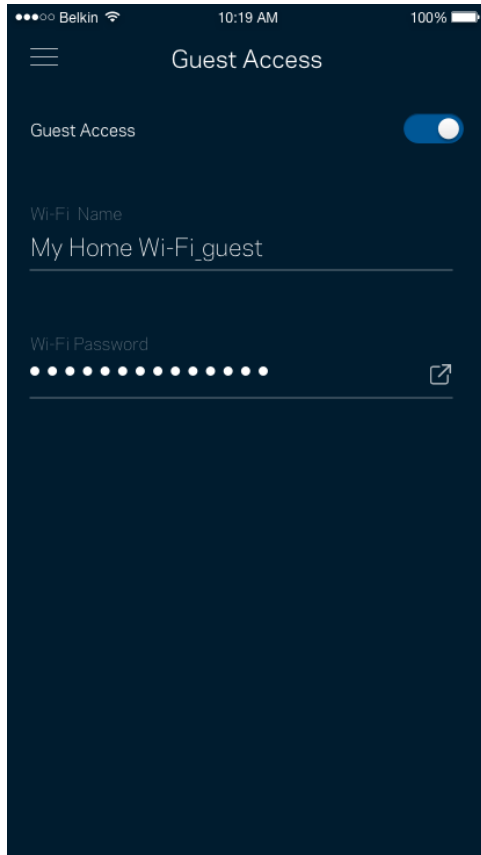 Belkin 10:19 AM 100%
Guest Access
Guest Access
Wi-Fi Name
My Home Wi-Fi_guest
Wi-Fi Password
●●●●●●●●●●●●●●